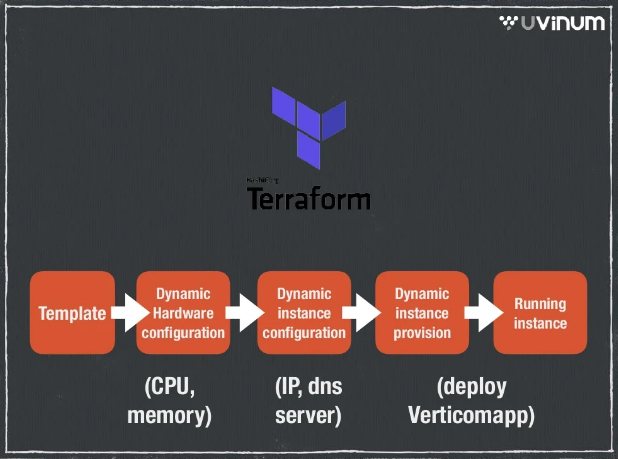 uvinum
HashiCorp
Terraform
Template
Dynamic
Hardware
configuration
Dynamic
instance
configuration
Dynamic
instance
provision
Running
instance
(CPU,
memory)
(IP, dns
server)
(deploy
Verticomapp)